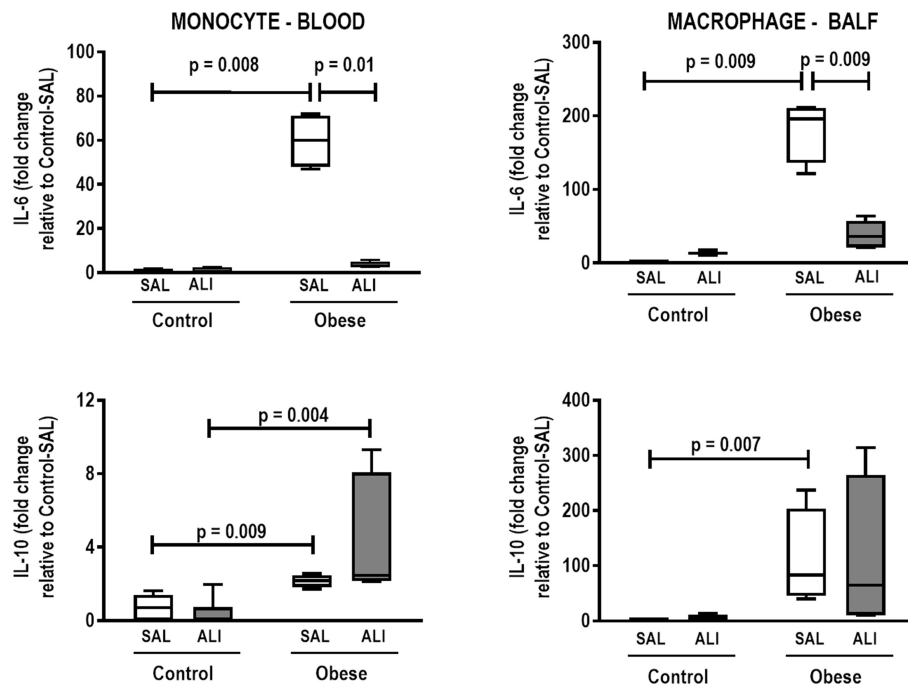 MONOCYTE - BLOOD
IL-6 (fold change
relative to Control-SAL)
100
80
60
40
20
0
p = 0.008
p = 0.01
SAL
ALI
SAL
ALI
Control
Obese
MACROPHAGE - BALF
IL-6 (fold change
relative to Control-SAL)
300
200
100
0
p = 0.009
p = 0.009
SAL
ALI
SAL
ALI
Control
Obese
IL-10 (fold change
relative to Control-SAL)
12
8
4
0
p = 0.004
p = 0.009
SAL
ALI
SAL
ALI
Control
Obese
IL-10 (fold change
relative to Control-SAL)
400
300
200
100
0
p = 0.007
SAL
ALI
SAL
ALI
Control
Obese